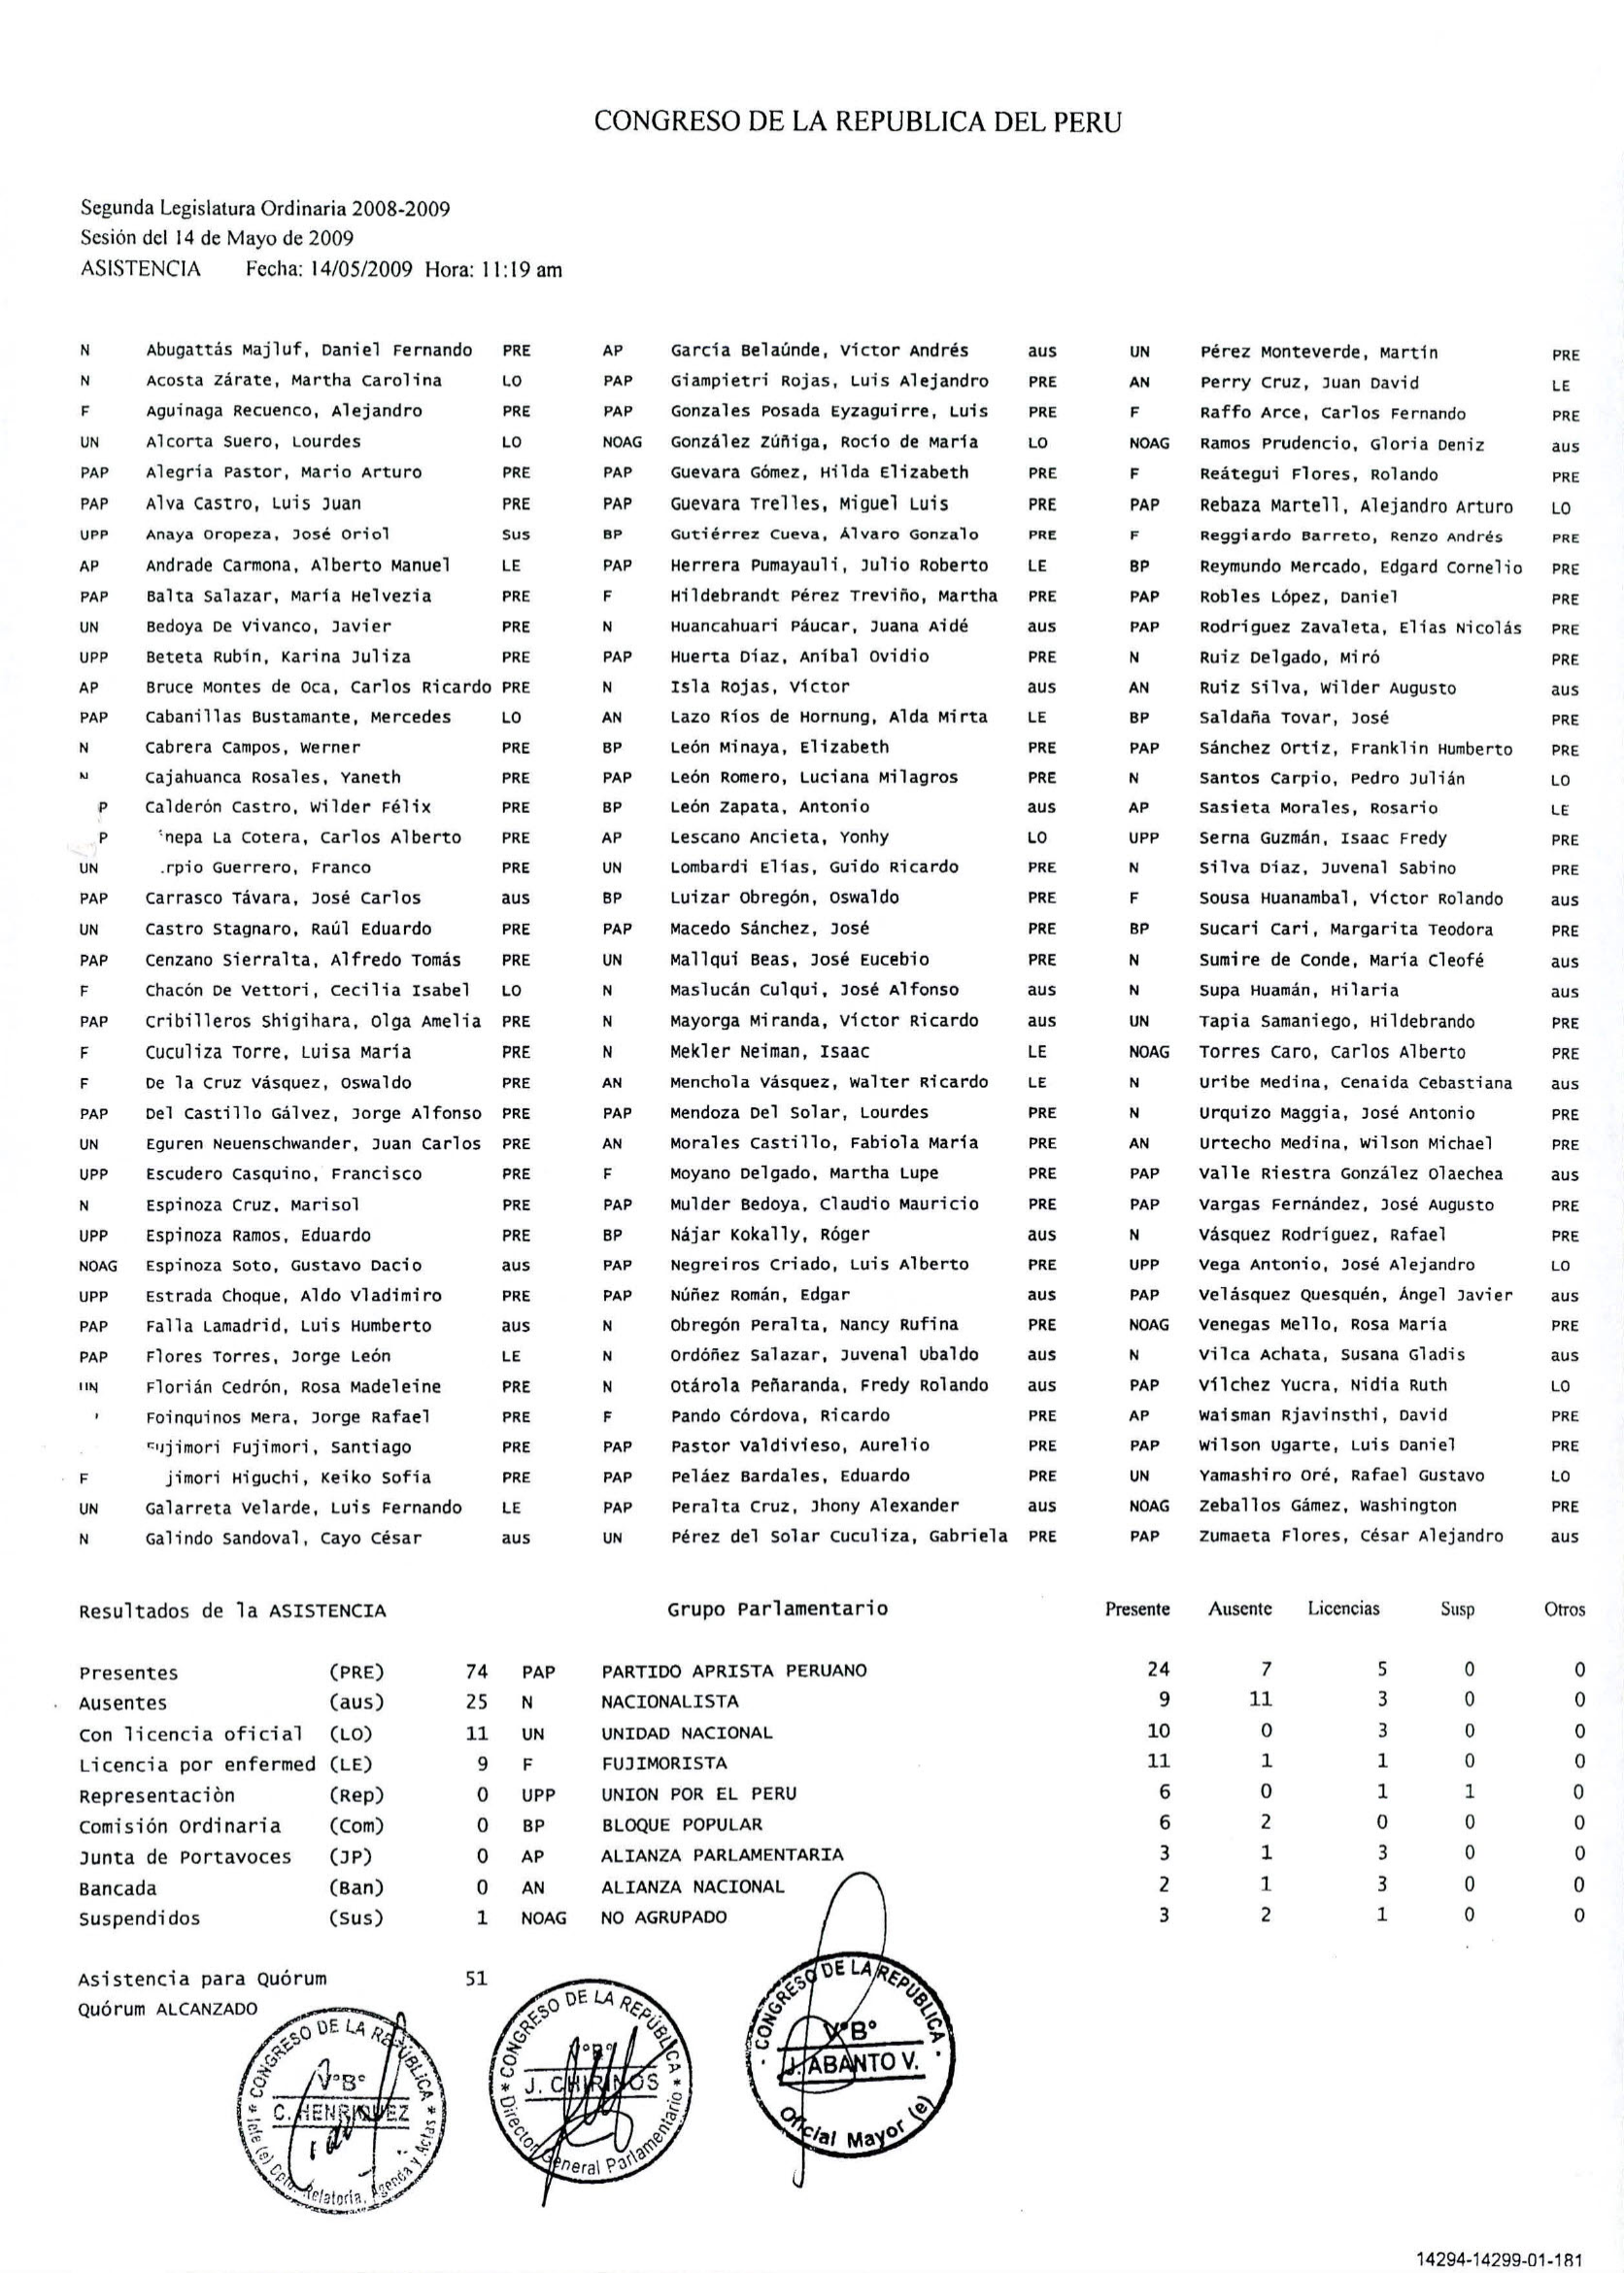 CONGRESO DE LA REPUBLICA DEL PERU
Segunda Legislatura Ordinaria 2008-2009
Sesión del 14 de Mayo de 2009
ASISTENCIA Fecha: 14/05/2009 Hora: 11:19 am
N Abugattás Majluf, Daniel Fernando PRE AP García Belaúnde, Víctor Andrés aus UN Pérez Monteverde, Martín PRE
N Acosta Zárate, Martha Carolina LO PAP Giampietri Rojas, Luis Alejandro PRE AN Perry Cruz, Juan David LE
F Aguinaga Recuenco, Alejandro PRE PAP Gonzales Posada Eyzaguirre, Luis PRE F Raffo Arce, Carlos Fernando PRE
UN Alcorta Suero, Lourdes LO NOAG González Zúñiga, Rocío de María LO NOAG Ramos Prudencio, Gloria Deniz aus
PAP Alegría Pastor, Mario Arturo PRE PAP Guevara Gómez, Hilda Elizabeth PRE F Reátegui Flores, Rolando PRE
PAP Alva Castro, Luis Juan PRE PAP Guevara Trelles, Miguel Luis PRE PAP Rebaza Martell, Alejandro Arturo LO
UPP Anaya Oropeza, José Oriol Sus BP Gutiérrez Cueva, Álvaro Gonzalo PRE F Reggiardo Barreto, Renzo Andrés PRE
AP Andrade Carmona, Alberto Manuel LE PAP Herrera Pumayauli, Julio Roberto LE BP Reymundo Mercado, Edgard Cornelio PRE
PAP Balta Salazar, María Helvezia PRE F Hildebrandt Pérez Treviño, Martha PRE PAP Robles López, Daniel PRE
UN Bedoya De Vivanco, Javier PRE N Huancahuari Páucar, Juana Aidé aus PAP Rodríguez Zavaleta, Elías Nicolás PRE
UPP Beteta Rubín, Karina Juliza PRE PAP Huerta Díaz, Aníbal Ovidio PRE N Ruiz Delgado, Miró PRE
AP Bruce Montes de Oca, Carlos Ricardo PRE N Isla Rojas, Víctor aus AN Ruiz Silva, Wilder Augusto aus
PAP Cabanillas Bustamante, Mercedes LO AN Lazo Ríos de Hornung, Alda Mirta LE BP Saldaña Tovar, José PRE
N Cabrera Campos, Werner PRE BP León Minaya, Elizabeth PRE PAP Sánchez Ortiz, Franklin Humberto PRE
N Cajahuanca Rosales, Yaneth PRE PAP León Romero, Luciana Milagros PRE N Santos Carpio, Pedro Julián LO
P Calderón Castro, Wilder Félix PRE BP León Zapata, Antonio aus AP Sasieta Morales, Rosario LE
P nepa La Cotera, Carlos Alberto PRE AP Lescano Ancieta, Yonhy LO UPP Serna Guzmán, Isaac Fredy PRE
UN rpio Guerrero, Franco PRE UN Lombardi Elías, Guido Ricardo PRE N Silva Díaz, Juvenal Sabino PRE
PAP Carrasco Távara, José Carlos aus BP Luizar Obregón, Oswaldo PRE F Sousa Huanambal, Víctor Rolando aus
UN Castro Stagnaro, Raúl Eduardo PRE PAP Macedo Sánchez, José PRE BP Sucari Cari, Margarita Teodora PRE
PAP Cenzano Sierralta, Alfredo Tomás PRE UN Mallqui Beas, José Eucebio PRE N Sumire de Conde, María Cleofé aus
F Chacón De Vettori, Cecilia Isabel LO N Maslucán Culqui, José Alfonso aus N Supa Huamán, Hilaria aus
PAP Cribilleros Shigihara, Olga Amelia PRE N Mayorga Miranda, Víctor Ricardo aus UN Tapia Samaniego, Hildebrando PRE
F Cuculiza Torre, Luisa María PRE N Mekler Neiman, Isaac LE NOAG Torres Caro, Carlos Alberto PRE
F De la Cruz Vásquez, Oswaldo PRE AN Menchola Vásquez, Walter Ricardo LE N Uribe Medina, Cenaida Cebastiana aus
PAP Del Castillo Gálvez, Jorge Alfonso PRE PAP Mendoza Del Solar, Lourdes PRE N Urquizo Maggia, José Antonio PRE
UN Eguren Neuenschwander, Juan Carlos PRE AN Morales Castillo, Fabiola María PRE AN Urtecho Medina, Wilson Michael PRE
UPP Escudero Casquino, Francisco PRE F Moyano Delgado, Martha Lupe PRE PAP Valle Riestra González Olaechea aus
N Espinoza Cruz, Marisol PRE PAP Mulder Bedoya, Claudio Mauricio PRE PAP Vargas Fernández, José Augusto PRE
UPP Espinoza Ramos, Eduardo PRE BP Nájar Kokally, Róger aus N Vásquez Rodríguez, Rafael PRE
NOAG Espinoza Soto, Gustavo Dacio aus PAP Negreiros Criado, Luis Alberto PRE UPP Vega Antonio, José Alejandro LO
UPP Estrada Choque, Aldo Vladimiro PRE PAP Núñez Román, Edgar aus PAP Velásquez Quesquén, Ángel Javier aus
PAP Falla Lamadrid, Luis Humberto aus N Obregón Peralta, Nancy Rufina PRE NOAG Venegas Mello, Rosa María PRE
PAP Flores Torres, Jorge León LE N Ordóñez Salazar, Juvenal Ubaldo aus N Vilca Achata, Susana Gladis aus
UN Florián Cedrón, Rosa Madeleine PRE N Otárola Peñaranda, Fredy Rolando aus PAP Vílchez Yucra, Nidia Ruth LO
Foinquinos Mera, Jorge Rafael PRE F Pando Córdova, Ricardo PRE AP Waisman Rjavinsthi, David PRE
Fujimori Fujimori, Santiago PRE PAP Pastor Valdivieso, Aurelio PRE PAP Wilson Ugarte, Luis Daniel PRE
F jimori Higuchi, Keiko Sofía PRE PAP Peláez Bardales, Eduardo PRE UN Yamashiro Oré, Rafael Gustavo LO
UN Galarreta Velarde, Luis Fernando LE PAP Peralta Cruz, Jhony Alexander aus NOAG Zeballos Gámez, Washington PRE
N Galindo Sandoval, Cayo César aus UN Pérez del Solar Cuculiza, Gabriela PRE PAP Zumaeta Flores, César Alejandro aus
Resultados de la ASISTENCIA Grupo Parlamentario Presente Ausente Licencias Susp Otros
Presentes (PRE) 74 PAP PARTIDO APRISTA PERUANO 24 7 5 0 0
Ausentes (aus) 25 N NACIONALISTA 9 11 3 0 0
Con licencia oficial (LO) 11 UN UNIDAD NACIONAL 10 0 3 0 0
Licencia por enfermed (LE) 9 F FUJIMORISTA 11 1 1 0 0
Representaciòn (Rep) 0 UPP UNION POR EL PERU 6 0 1 1 0
Comisión Ordinaria (Com) 0 BP BLOQUE POPULAR 6 2 0 0 0
Junta de Portavoces (JP) 0 AP ALIANZA PARLAMENTARIA 3 1 3 0 0
Bancada (Ban) 0 AN ALIANZA NACIONAL 2 1 3 0 0
Suspendidos (Sus) 1 NOAG NO AGRUPADO 3 2 1 0 0
Asistencia para Quórum 51
Quórum ALCANZADO
* CONGRESO DE LA REPÚBLICA *
V°B°
C. HENRIQUEZ
Jefe (e) Dpto. Relatoría, Agenda y Actas
* CONGRESO DE LA REPÚBLICA *
V°B°
J. CHIRINOS
Director General Parlamentario
- CONGRESO DE LA REPUBLICA -
V°B°
J. ABANTO V.
Oficial Mayor (e)
14294-14299-01-181